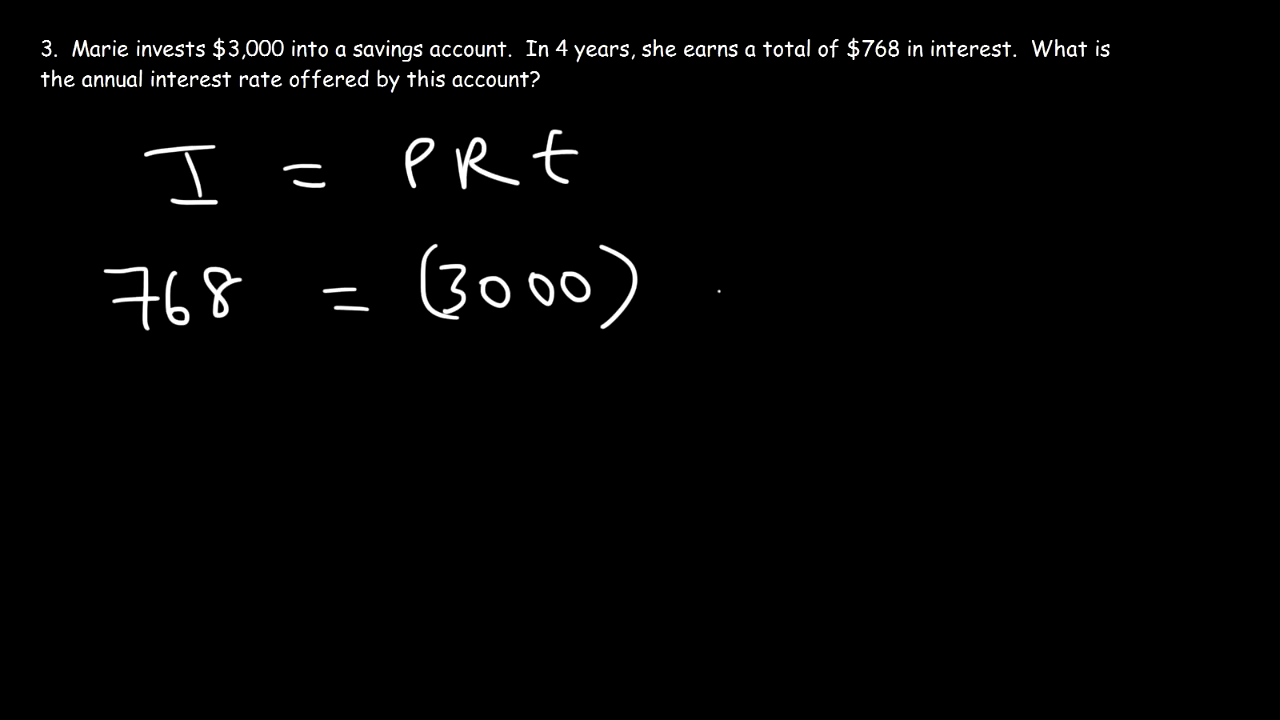 3. Marie invests $3,000 into a savings account. In 4 years, she earns a total of $768 in interest. What is
the annual interest rate offered by this account?
I = PRt
768 = (3000)